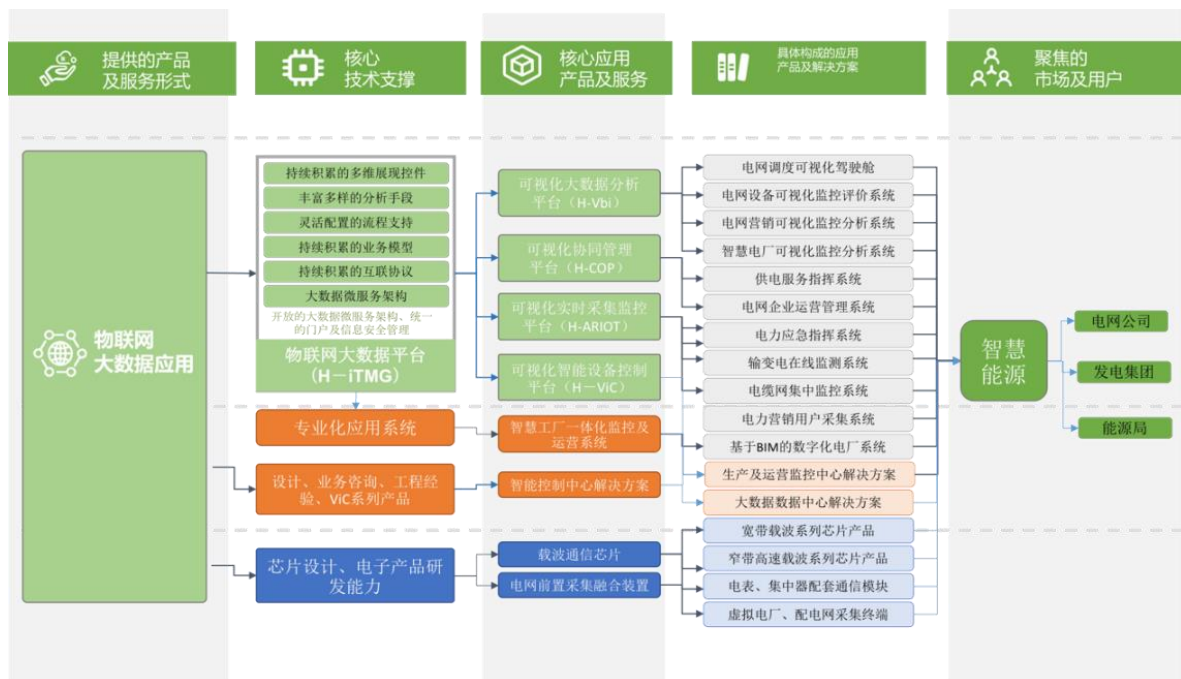 提供的产品
及服务形式
核心
技术支撑
核心应用
产品及服务
具体构成的应用
产品及解决方案
聚焦的
市场及用户
物联网
大数据应用
持续积累的多维展现控件
丰富多样的分析手段
灵活配置的流程支持
持续积累的业务模型
持续积累的互联协议
大数据微服务架构
开放的大数据微服务架构、统一
的门户及信息安全管理
物联网大数据平台
(H－iTMG)
专业化应用系统
设计、业务咨询、工程经
验、ViC系列产品
芯片设计、电子产品研
发能力
可视化大数据分析
平台（H-Vbi）
可视化协同管理
平台（H-COP）
可视化实时采集监控
平台（H-ARIOT）
可视化智能设备控制
平台（H－ViC）
智慧工厂一体化监控及
运营系统
智能控制中心解决方案
载波通信芯片
电网前置采集融合装置
电网调度可视化驾驶舱
电网设备可视化监控评价系统
电网营销可视化监控分析系统
智慧电厂可视化监控分析系统
供电服务指挥系统
电网企业运营管理系统
电力应急指挥系统
输变电在线监测系统
电缆网集中监控系统
电力营销用户采集系统
基于BIM的数字化电厂系统
生产及运营监控中心解决方案
大数据数据中心解决方案
宽带载波系列芯片产品
窄带高速载波系列芯片产品
电表、集中器配套通信模块
虚拟电厂、配电网采集终端
智慧
能源
电网公司
发电集团
能源局